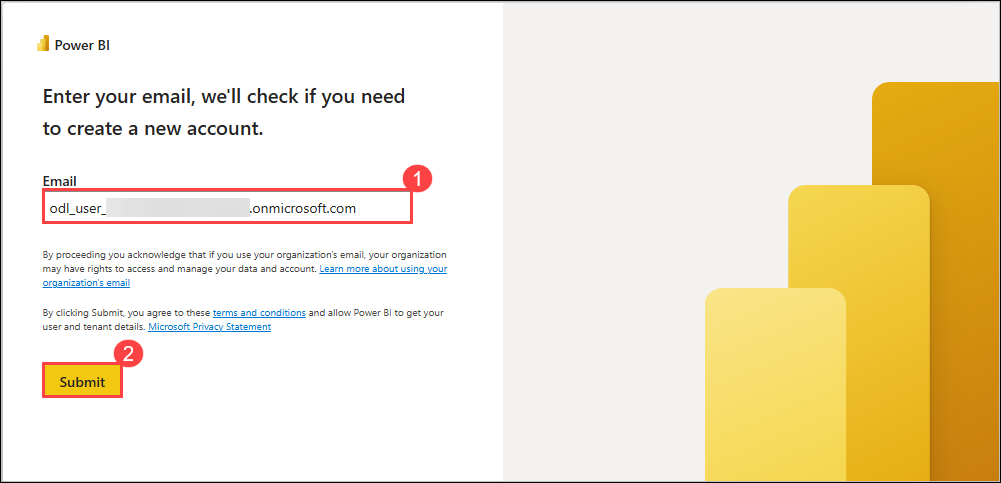 Power BI
Enter your email, we'll check if you need
to create a new account.
Email
1
odl_user_ .onmicrosoft.com
By proceeding you acknowledge that if you use your organization's email, your organization
may have rights to access and manage your data and account. Learn more about using your
organization's email
By clicking Submit, you agree to these terms and conditions and allow Power BI to get your
user and tenant details. Microsoft Privacy Statement
2
Submit